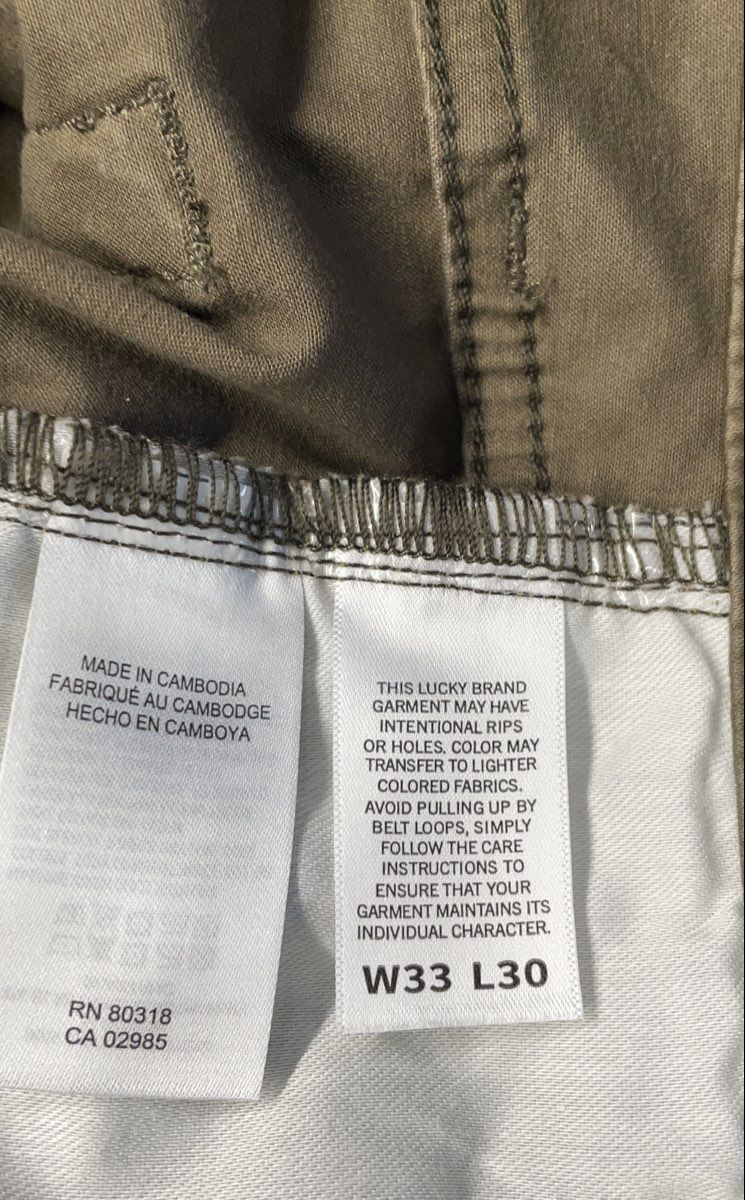 MADE IN CAMBODIA
FABRIQUÉ AU CAMBODGE
HECHO EN CAMBOYA
RN 80318
CA 02985
THIS LUCKY BRAND
GARMENT MAY HAVE
INTENTIONAL RIPS
OR HOLES. COLOR MAY
TRANSFER TO LIGHTER
COLORED FABRICS.
AVOID PULLING UP BY
BELT LOOPS, SIMPLY
FOLLOW THE CARE
INSTRUCTIONS TO
ENSURE THAT YOUR
GARMENT MAINTAINS ITS
INDIVIDUAL CHARACTER.
W33 L30